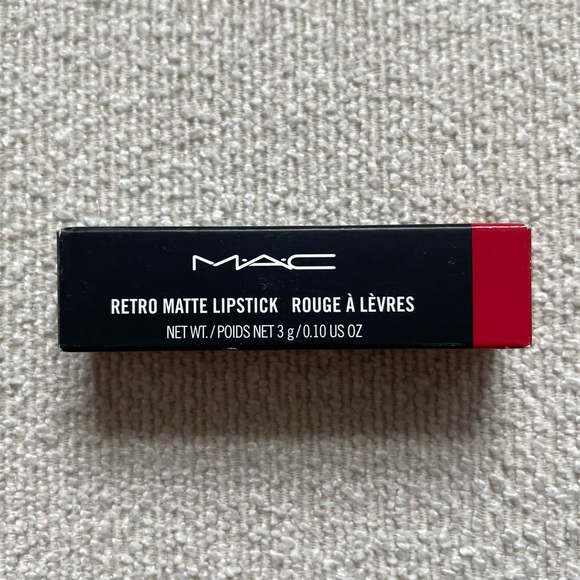 M·A·C
RETRO MATTE LIPSTICK ROUGE À LÈVRES
NET WT. / POIDS NET 3 g / 0.10 US OZ